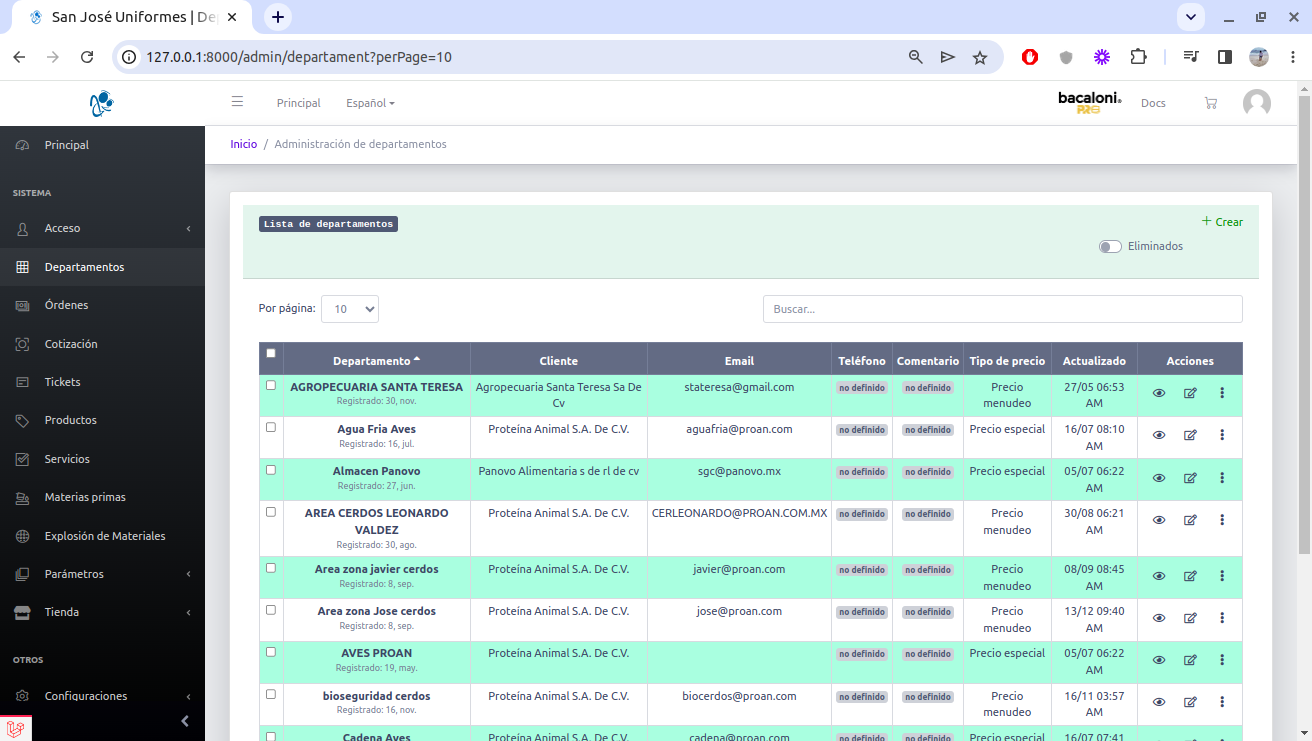 San José Uniformes | De
127.0.0.1:8000/admin/departament?perPage=10
Principal
Español
bacaloni.
PRO
Docs
Principal
SISTEMA
Acceso
Departamentos
Órdenes
Cotización
Tickets
Productos
Servicios
Materias primas
Explosión de Materiales
Parámetros
Tienda
OTROS
Configuraciones
Inicio / Administración de departamentos
Lista de departamentos
+ Crear
Eliminados
Por página: 10
Buscar...
Departamento Cliente Email Teléfono Comentario Tipo de precio Actualizado Acciones
AGROPECUARIA SANTA TERESA Agropecuaria Santa Teresa Sa De stateresa@gmail.com no definido no definido Precio 27/05 06:53
Registrado: 30, nov. Cv menudeo AM
Agua Fria Aves Proteína Animal S.A. De C.V. aguafria@proan.com no definido no definido Precio especial 16/07 08:10
Registrado: 16, jul. AM
Almacen Panovo Panovo Alimentaria s de rl de cv sgc@panovo.mx no definido no definido Precio especial 05/07 06:22
Registrado: 27, jun. AM
AREA CERDOS LEONARDO Proteína Animal S.A. De C.V. CERLEONARDO@PROAN.COM.MX no definido no definido Precio 30/08 06:21
VALDEZ menudeo AM
Registrado: 30, ago.
Area zona javier cerdos Proteína Animal S.A. De C.V. javier@proan.com no definido no definido Precio 08/09 08:45
Registrado: 8, sep. menudeo AM
Area zona Jose cerdos Proteína Animal S.A. De C.V. jose@proan.com no definido no definido Precio 13/12 09:40
Registrado: 8, sep. menudeo AM
AVES PROAN Proteína Animal S.A. De C.V. no definido no definido Precio especial 05/07 06:22
Registrado: 19, may. AM
bioseguridad cerdos Proteína Animal S.A. De C.V. biocerdos@proan.com no definido no definido Precio 16/11 03:57
Registrado: 16, nov. menudeo AM
Cadena Aves Proteína Animal S.A. De C.V. cadena@proan.com no definido no definido Precio especial 16/07 07:41